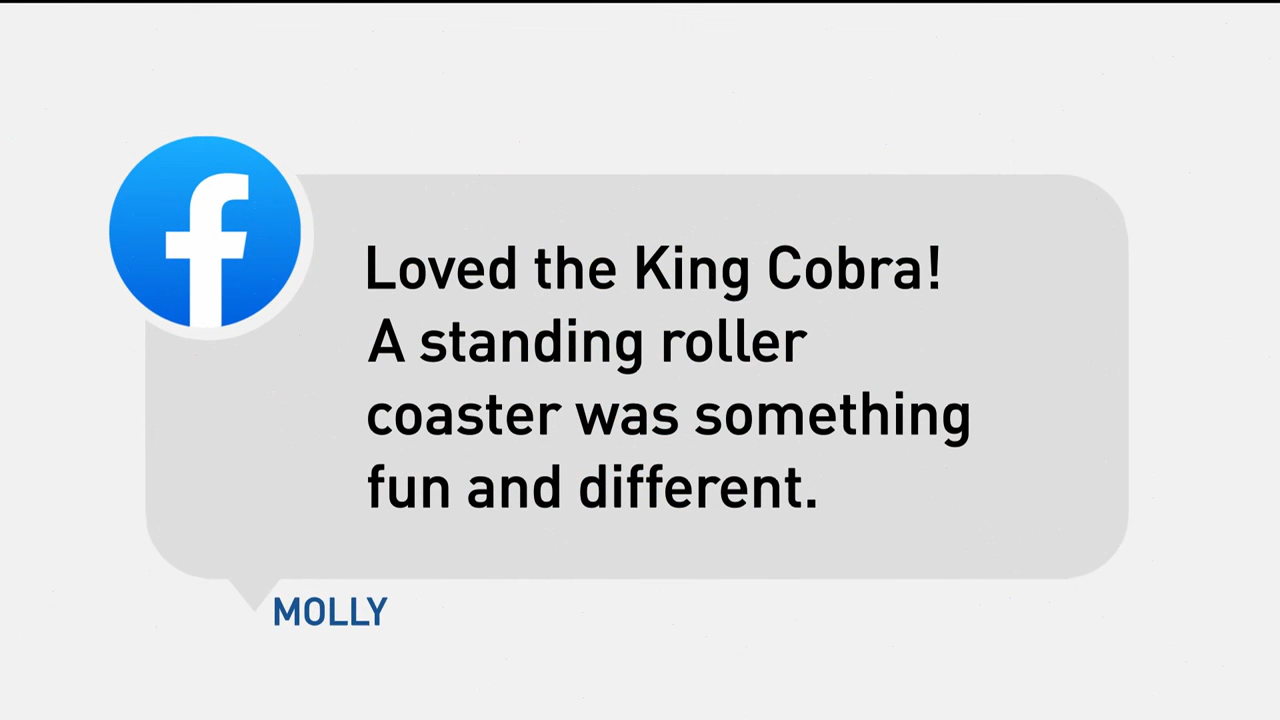 Loved the King Cobra!
A standing roller
coaster was something
fun and different.
MOLLY